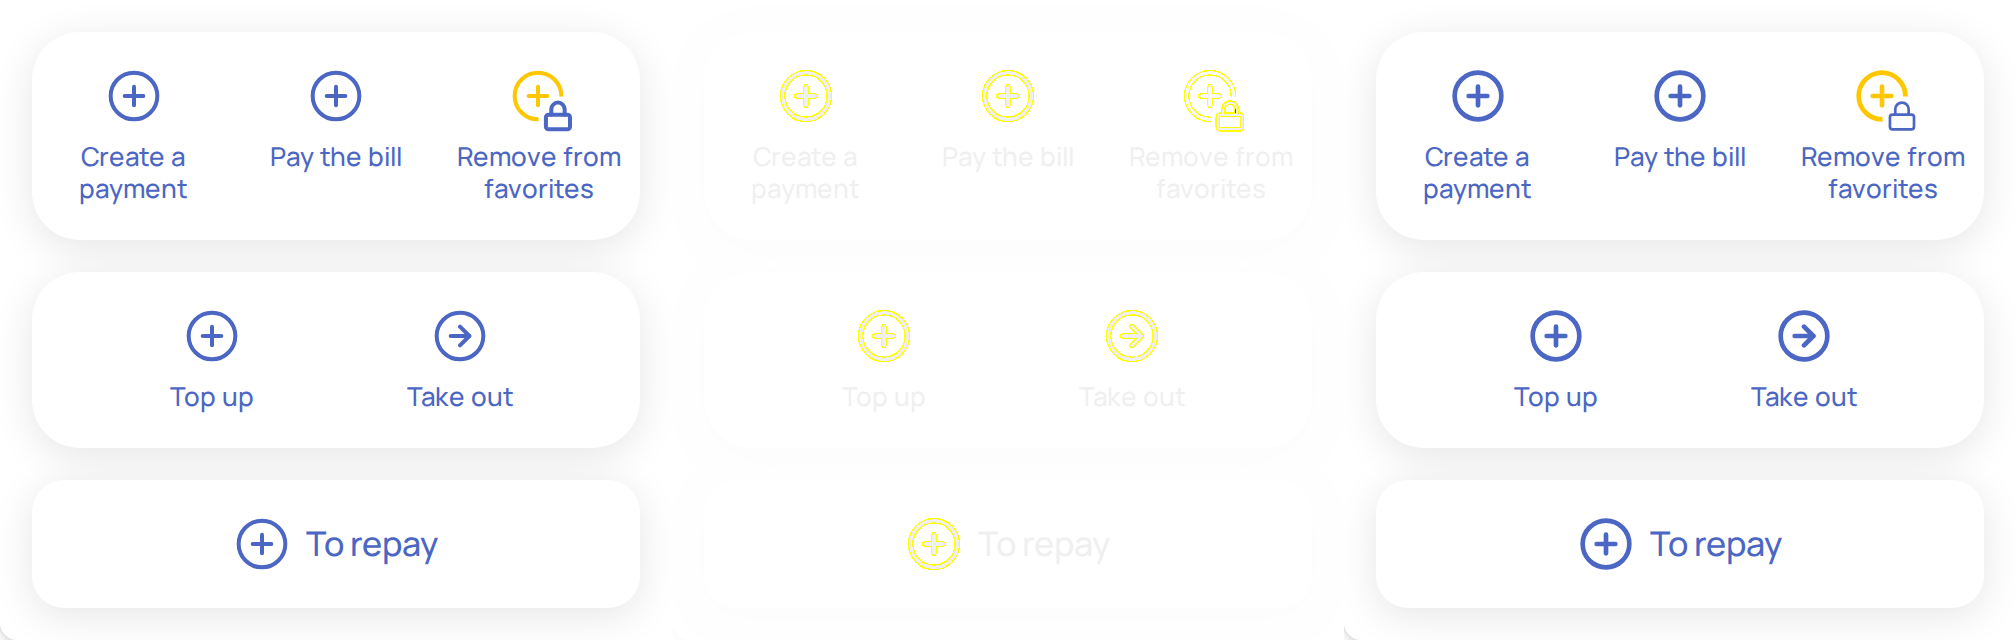 Create a
payment
Pay the bill
Remove from
favorites
Top up
Take out
To repay
Create a
payment
Pay the bill
Remove from
favorites
Top up
Take out
To repay
Create a
payment
Pay the bill
Remove from
favorites
Top up
Take out
To repay